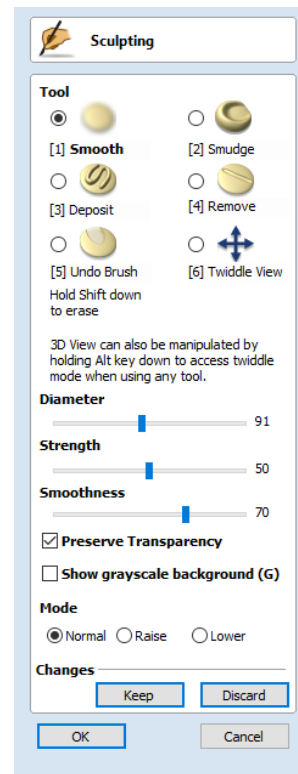 Sculpting
Tool
[1] Smooth
[2] Smudge
[3] Deposit
[4] Remove
[5] Undo Brush
[6] Twiddle View
Hold Shift down
to erase
3D View can also be manipulated by
holding Alt key down to access twiddle
mode when using any tool.
Diameter
91
Strength
50
Smoothness
70
Preserve Transparency
Show grayscale background (G)
Mode
Normal Raise Lower
Changes
Keep Discard
OK Cancel